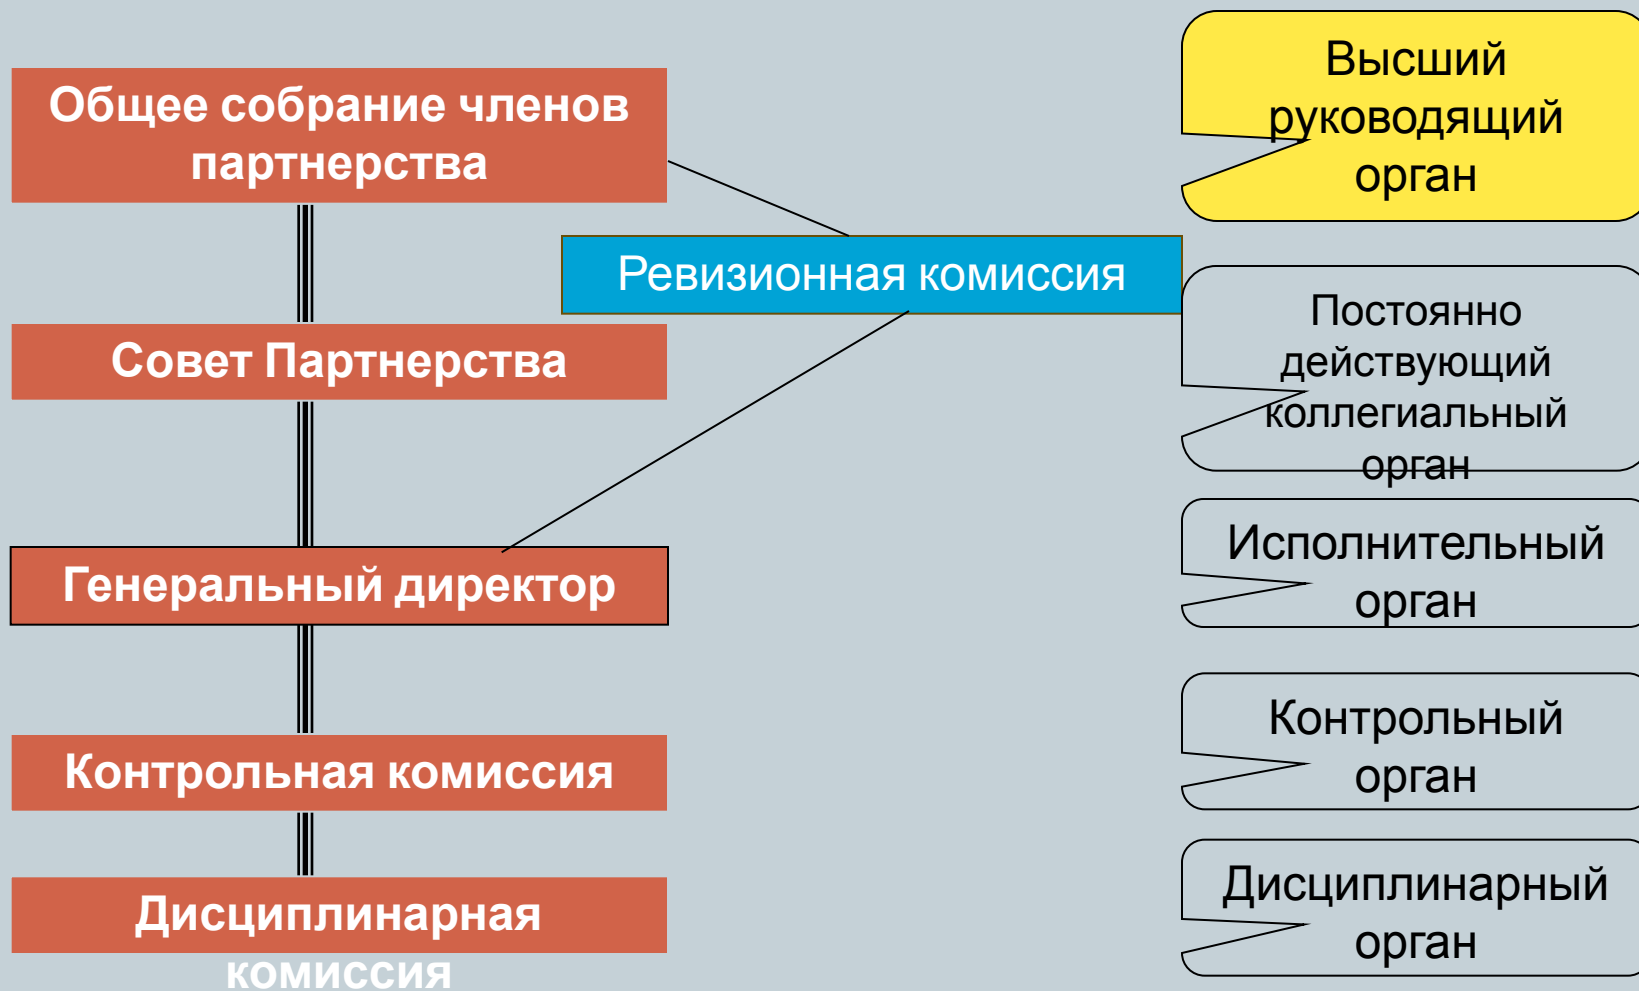 Общее собрание членов
партнерства
Высший
руководящий
орган
Ревизионная комиссия
Совет Партнерства
Постоянно
действующий
коллегиальный
орган
Генеральный директор
Исполнительный
орган
Контрольная комиссия
Контрольный
орган
Дисциплинарная
комиссия
Дисциплинарный
орган